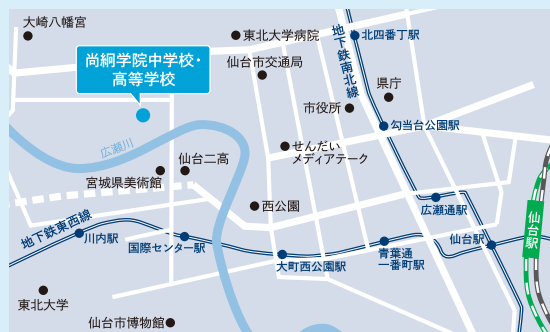 大崎八幡宮
東北大学病院
北四番丁駅
地下鉄南北線
仙台市交通局
尚絅学院中学校・
高等学校
県庁
市役所
勾当台公園駅
広瀬川
せんだい
メディアテーク
仙台二高
宮城県美術館
西公園
広瀬通駅
地下鉄東西線
川内駅
国際センター駅
大町西公園駅
青葉通
一番町駅
仙台駅
仙台駅
東北大学
仙台市博物館